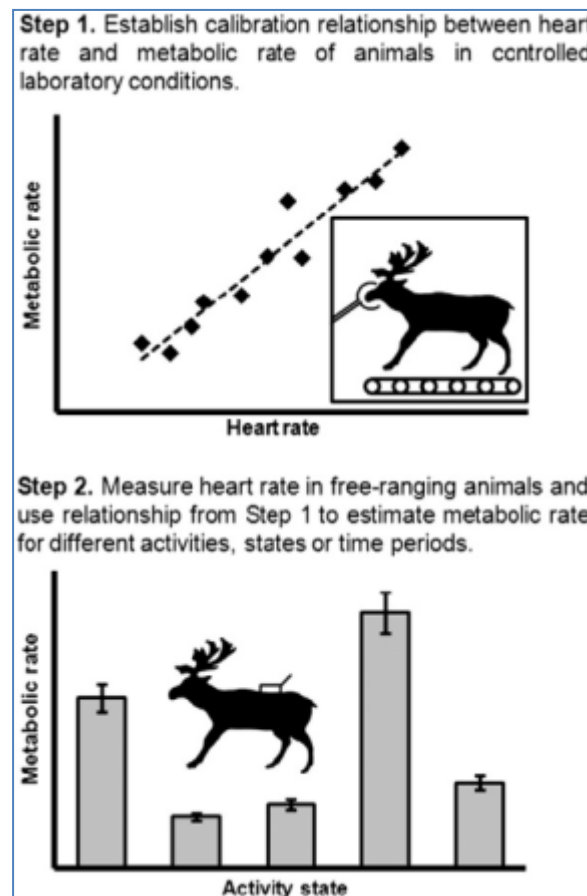 Step 1. Establish calibration relationship between heart
rate and metabolic rate of animals in controlled
laboratory conditions.
Metabolic rate
Heart rate
Step 2. Measure heart rate in free-ranging animals and
use relationship from Step 1 to estimate metabolic rate
for different activities, states or time periods.
Metabolic rate
Activity state